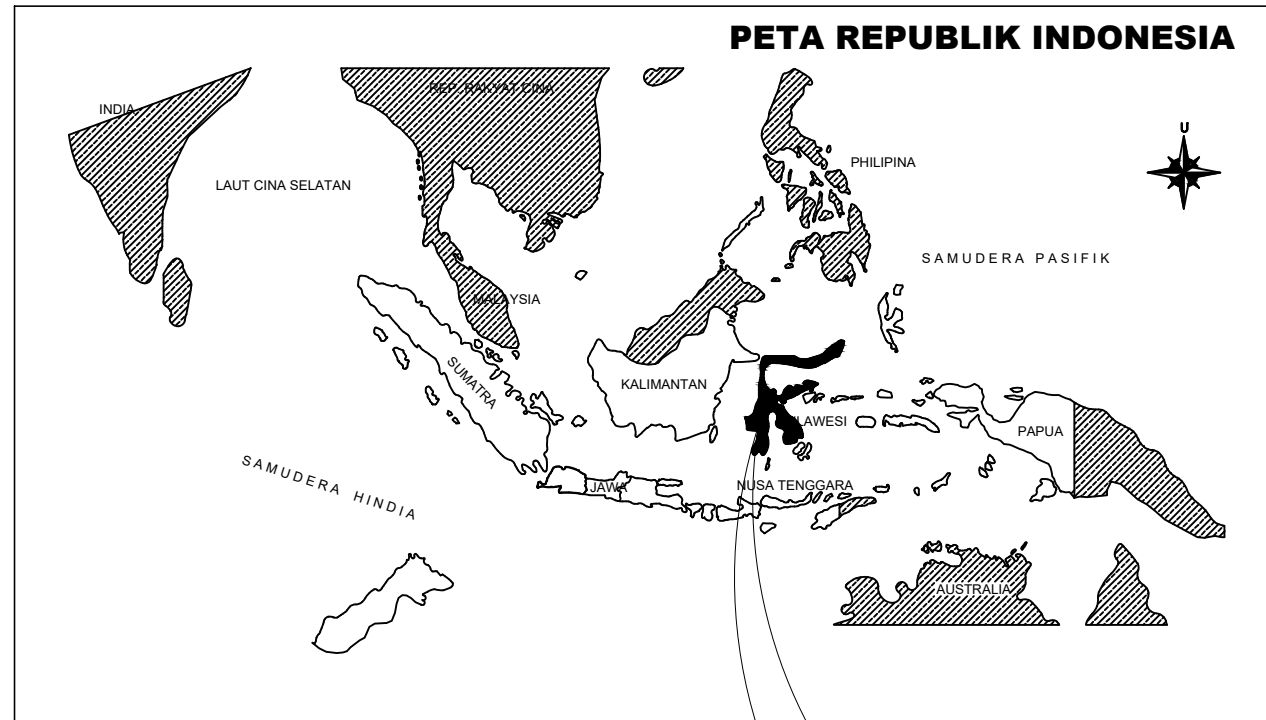 PETA REPUBLIK INDONESIA
REP. RAKYAT CINA
INDIA
U
PHILIPINA
LAUT CINA SELATAN
SAMUDERA PASIFIK
MALAYSIA
SUMATRA
KALIMANTAN
LAWESI
PAPUA
SAMUDERA HINDIA
JAWA
NUSA TENGGARA
AUSTRALIA